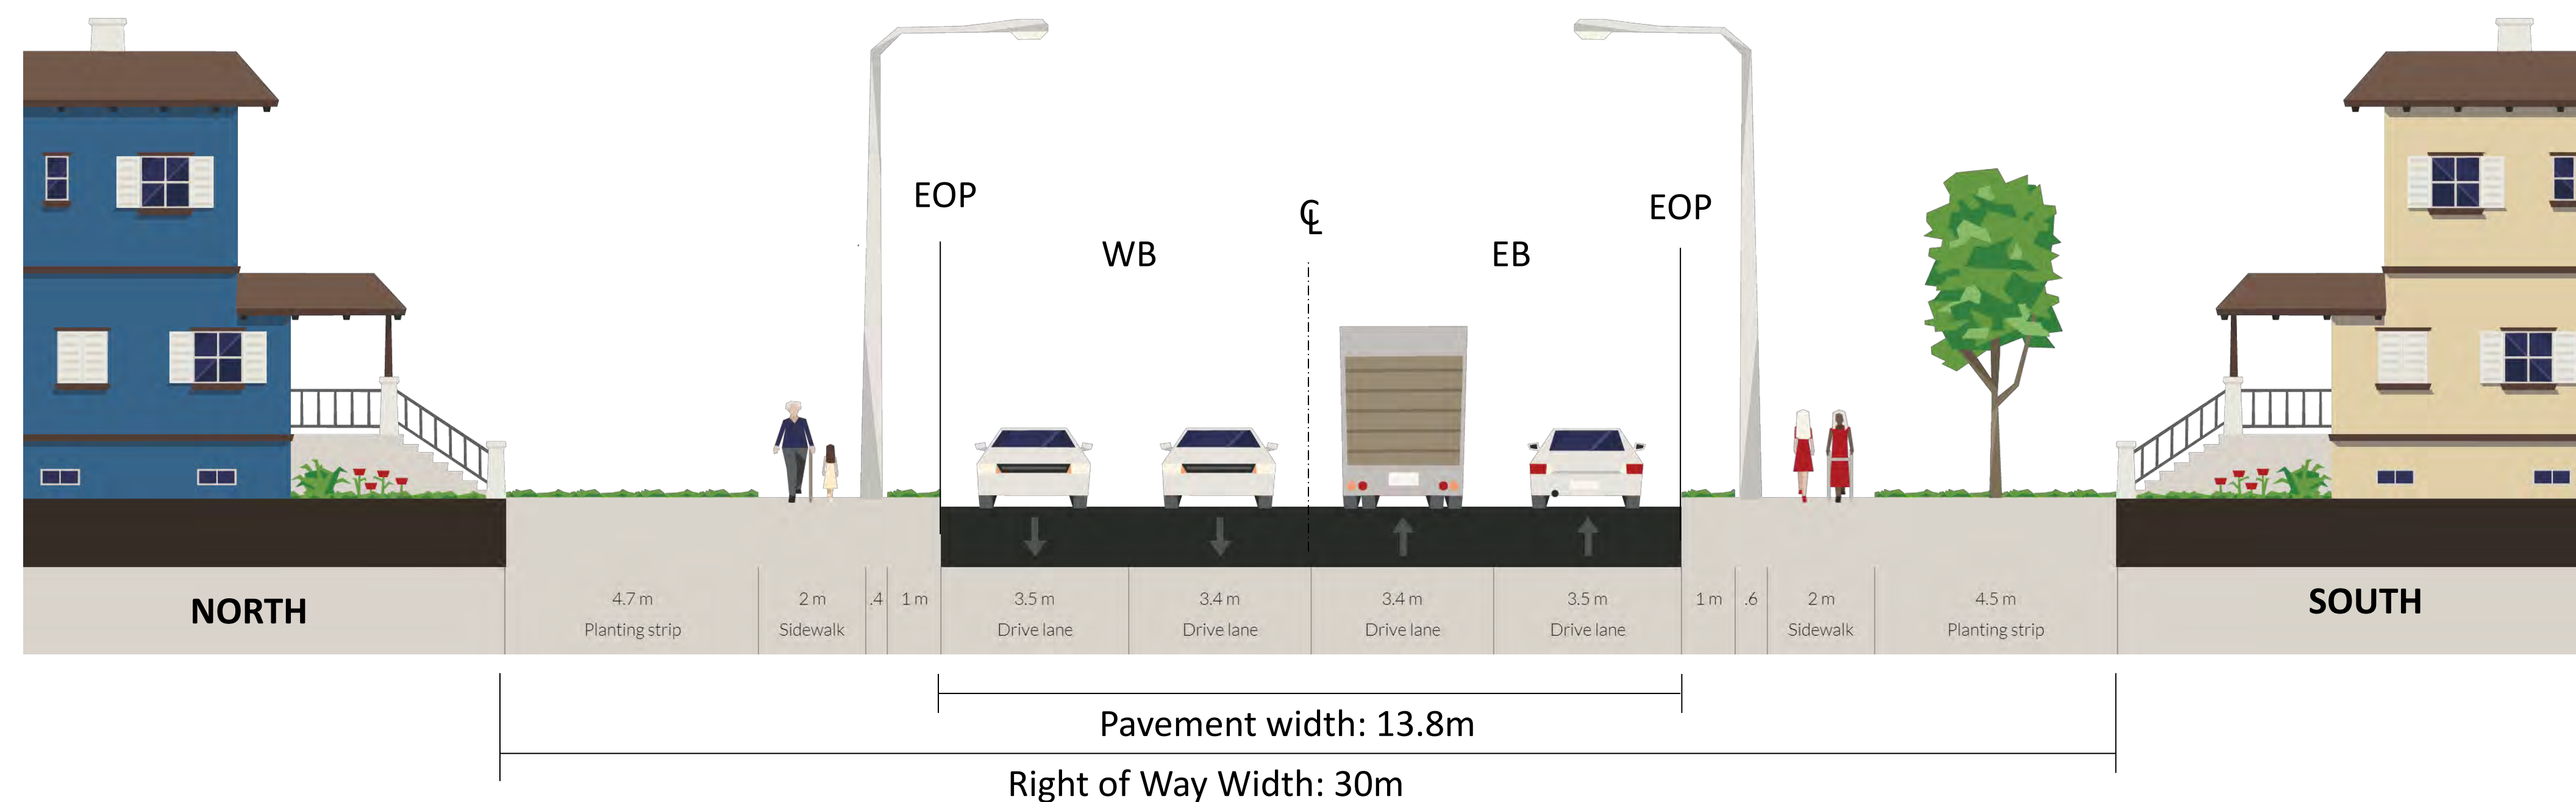 EOP
℄
EOP
WB
EB
NORTH
4.7 m
Planting strip
2 m
Sidewalk
.4
1 m
3.5 m
Drive lane
3.4 m
Drive lane
3.4 m
Drive lane
3.5 m
Drive lane
1 m
.6
2 m
Sidewalk
4.5 m
Planting strip
SOUTH
Pavement width: 13.8m
Right of Way Width: 30m